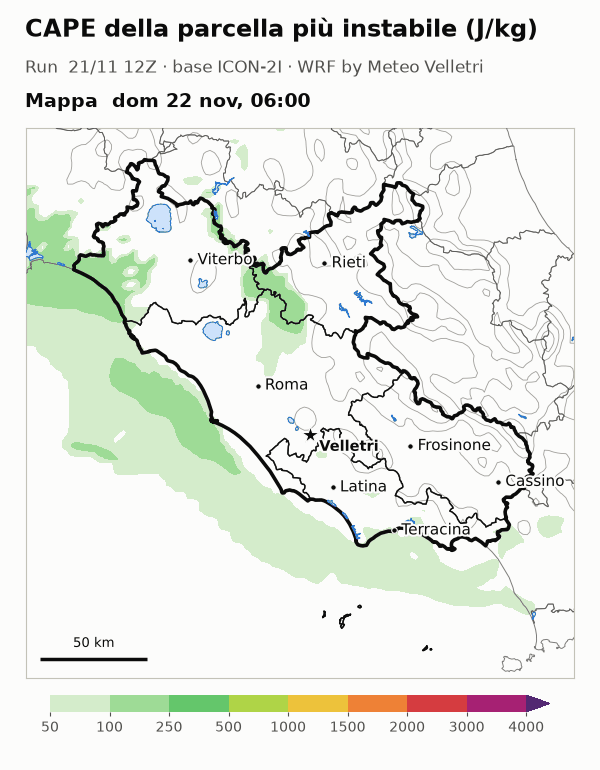 CAPE della parcella più instabile (J/kg)
Run  21/11 12Z · base ICON-2I · WRF by Meteo Velletri
Mappa  dom 22 nov, 06:00
Viterbo
Rieti
Roma
Velletri
Frosinone
Cassino
Latina
Terracina
50 km
50 100 250 500 1000 1500 2000 3000 4000